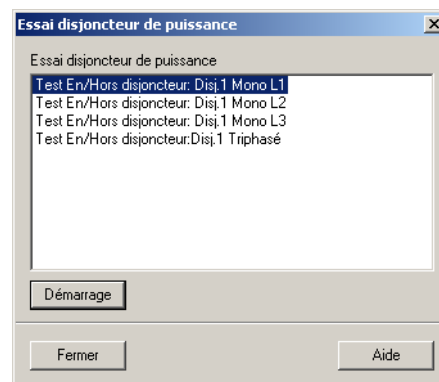 Essai disjoncteur de puissance
Essai disjoncteur de puissance
Test En/Hors disjoncteur: Disj.1 Mono L1
Test En/Hors disjoncteur: Disj.1 Mono L2
Test En/Hors disjoncteur: Disj.1 Mono L3
Test En/Hors disjoncteur:Disj.1 Triphasé
Démarrage
Fermer
Aide